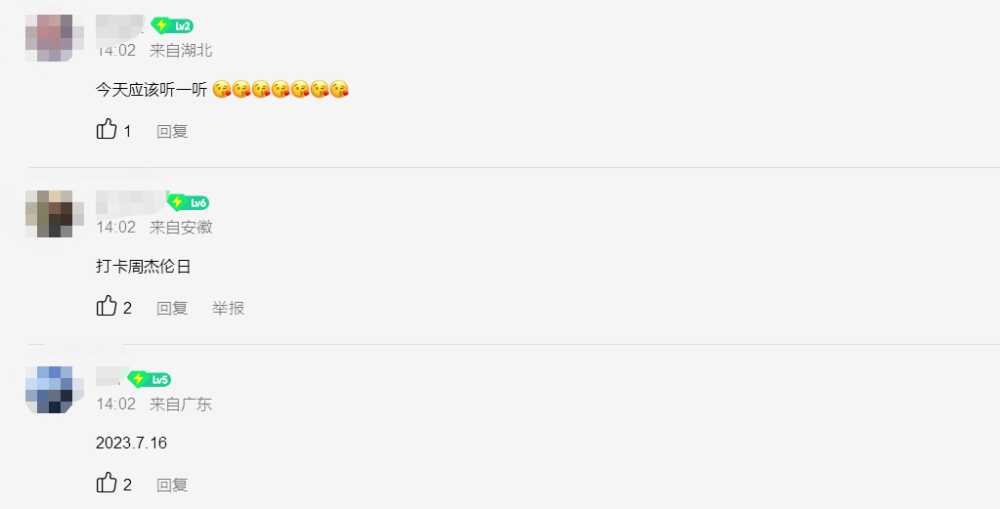 Lv2
14:02 来自湖北
今天应该听一听 😘😘😘😘😘😘😘
1 回复
Lv6
14:02 来自安徽
打卡周杰伦日
2 回复 举报
Lv5
14:02 来自广东
2023.7.16
2 回复